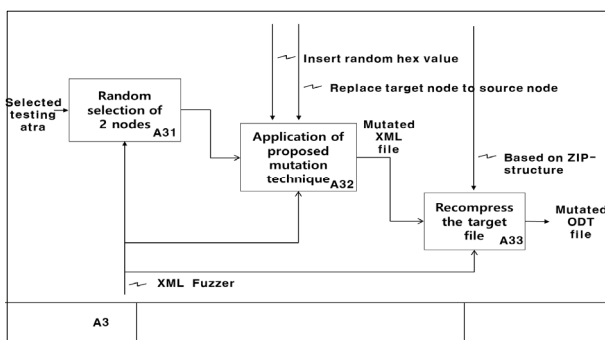 Insert random hex value
Replace target node to source node
Selected
testing
atra
Random
selection of
2 nodes
A31
Application of
proposed
mutation
technique
A32
Mutated
XML
file
Based on ZIP-
structure
Recompress
the target
file
A33
Mutated
ODT
file
XML Fuzzer
A3